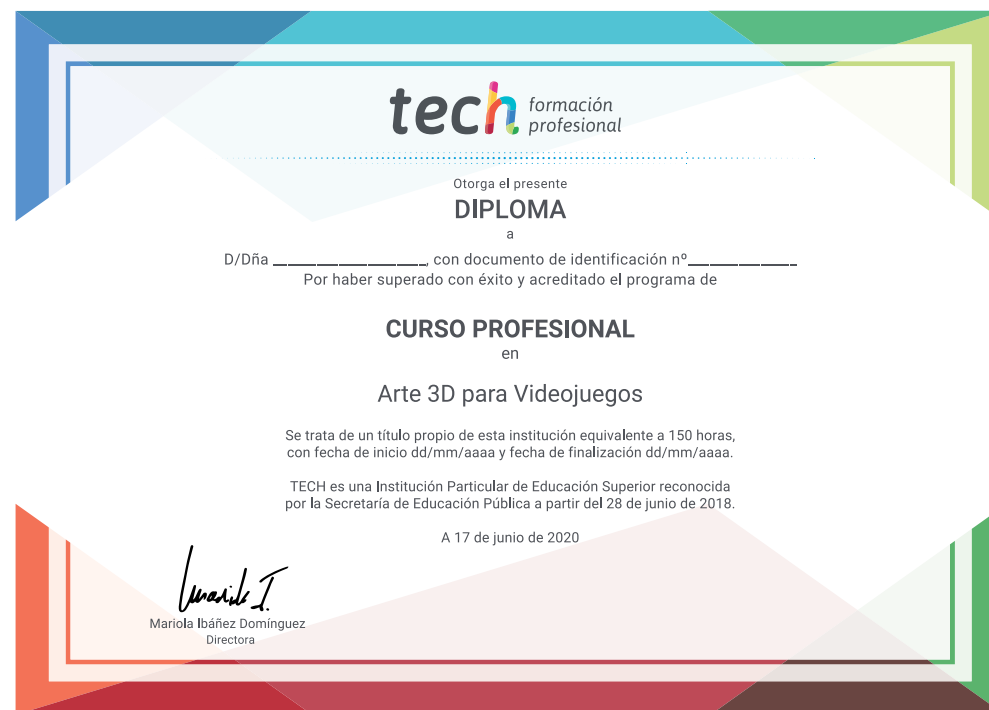 tech formación
profesional
Otorga el presente
DIPLOMA
a
D/Dña ____________________, con documento de identificación nº______________
Por haber superado con éxito y acreditado el programa de
CURSO PROFESIONAL
en
Arte 3D para Videojuegos
Se trata de un título propio de esta institución equivalente a 150 horas,
con fecha de inicio dd/mm/aaaa y fecha de finalización dd/mm/aaaa.
TECH es una Institución Particular de Educación Superior reconocida
por la Secretaría de Educación Pública a partir del 28 de junio de 2018.
A 17 de junio de 2020
Mariola Ibáñez Domínguez
Directora